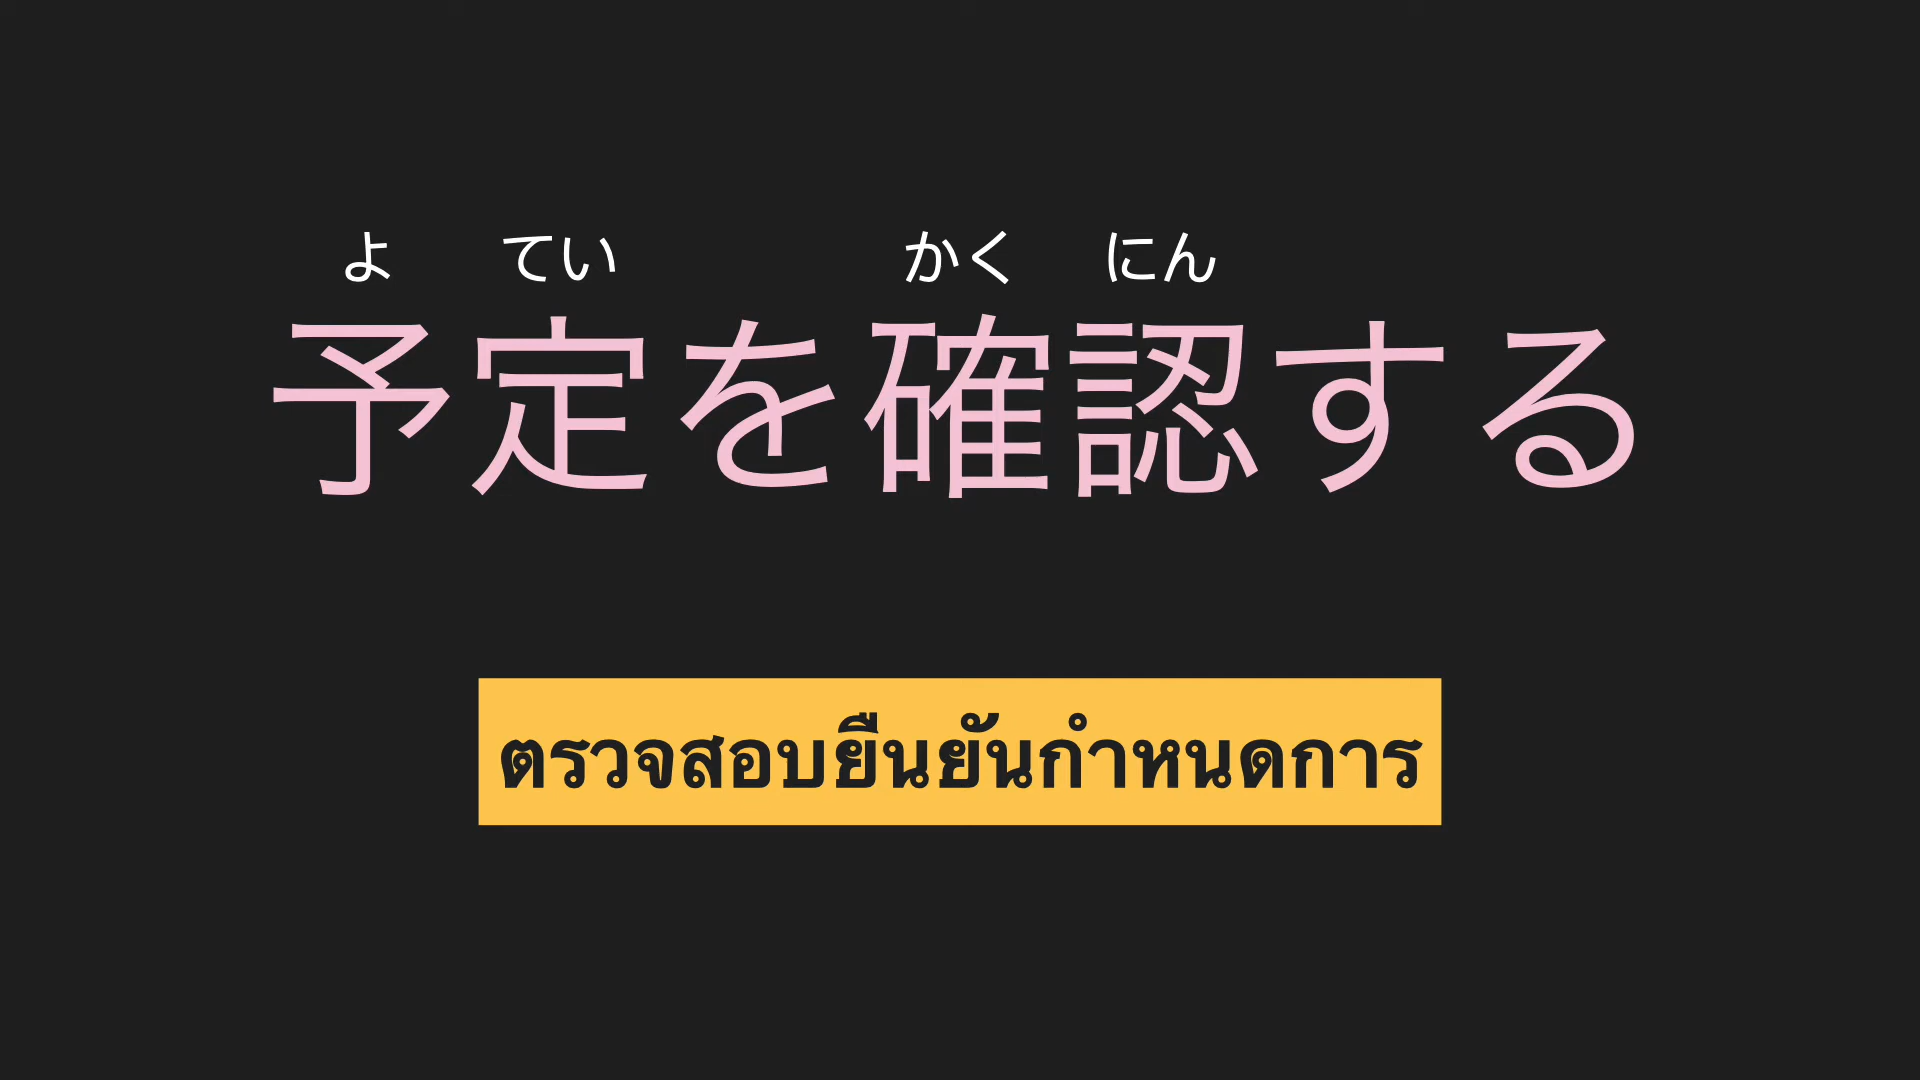 よ てい かく にん
予定を確認する
ตรวจสอบยืนยันกำหนดการ